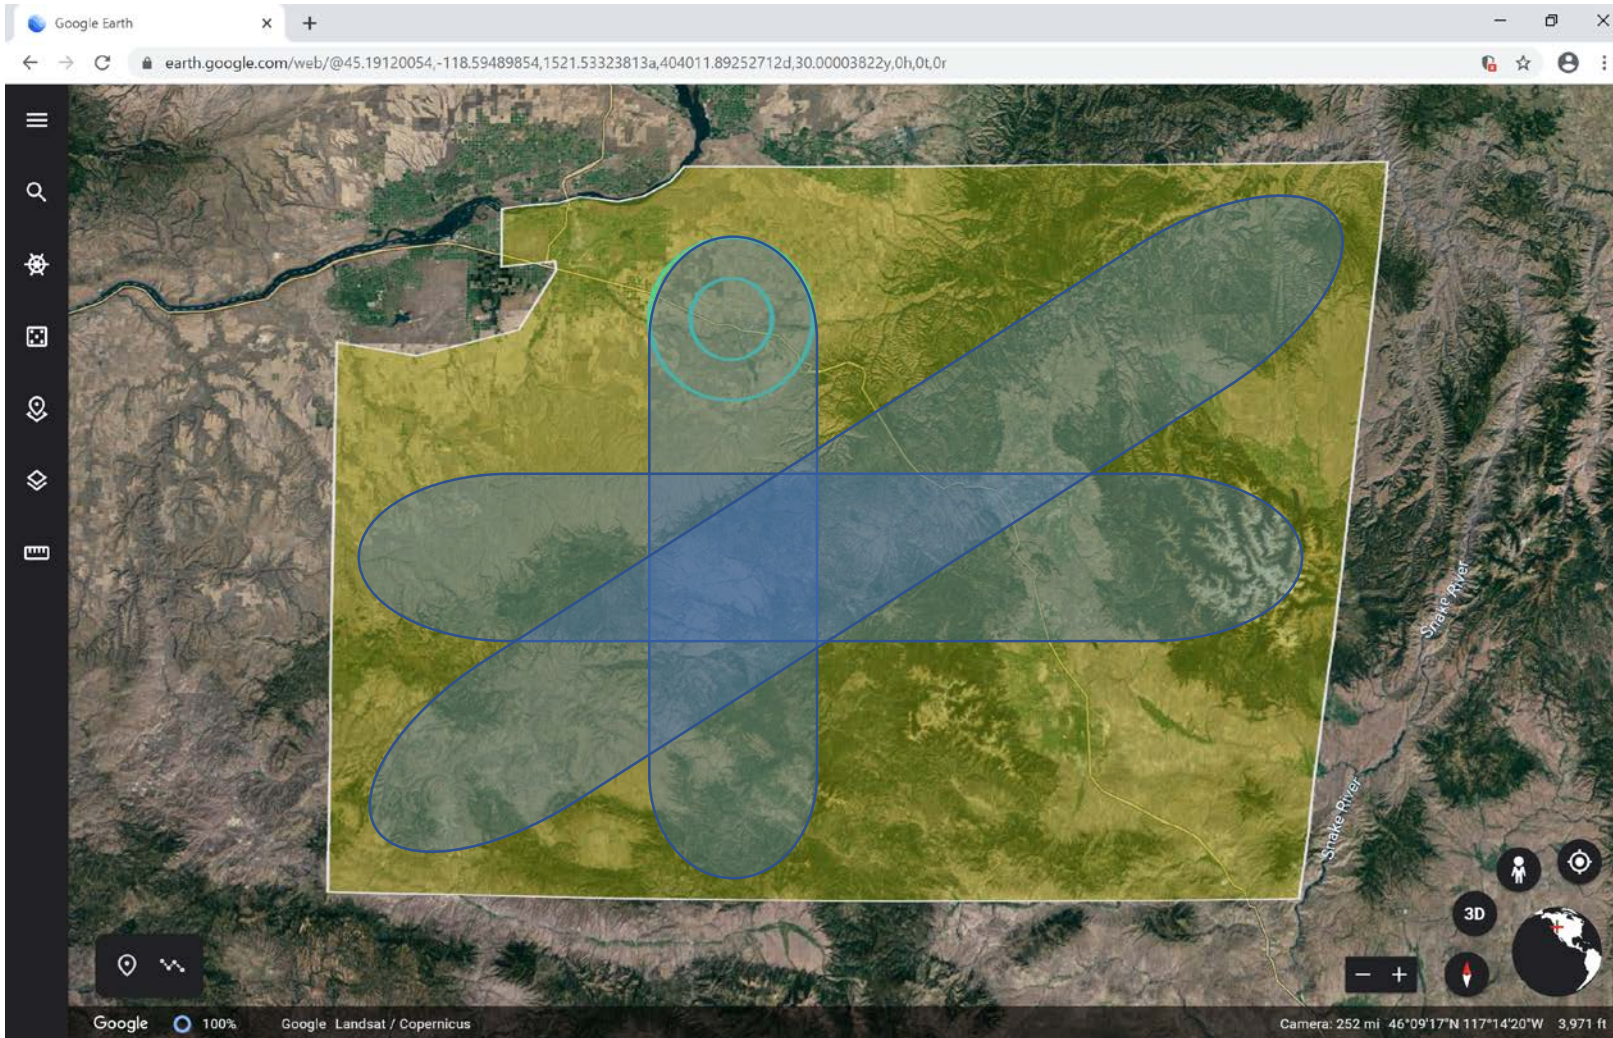 Google Earth
earth.google.com/web/@45.19120054,-118.59489854,1521.53323813a,404011.89252712d,30.00003822y,0h,0t,0r
Snake River
Snake River
3D
Google 100% Google Landsat / Copernicus Camera: 252 mi 46°09'17"N 117°14'20"W 3,971 ft